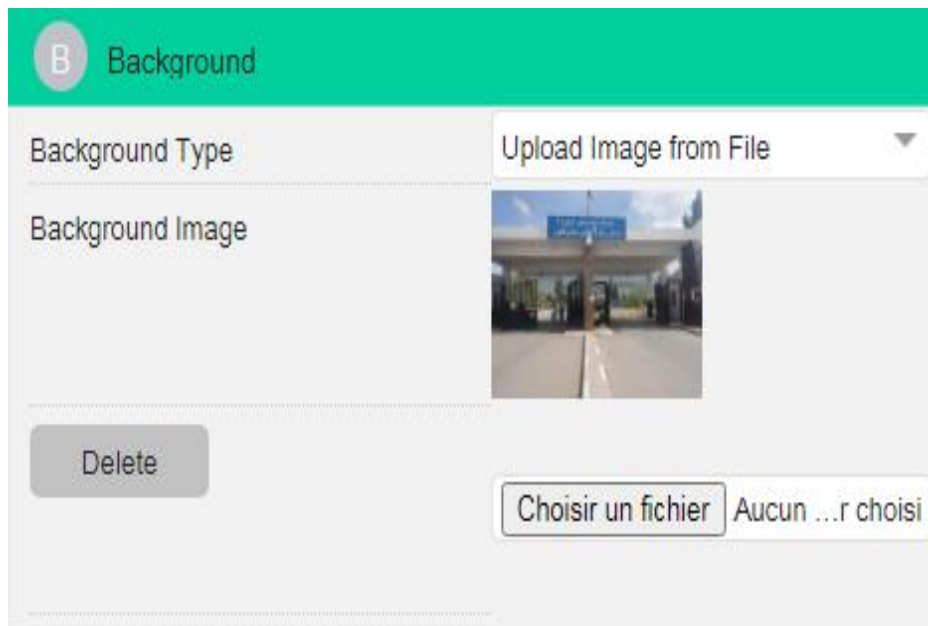 B Background
Background Type
Upload Image from File
Background Image
Delete
Choisir un fichier Aucun ...r choisi